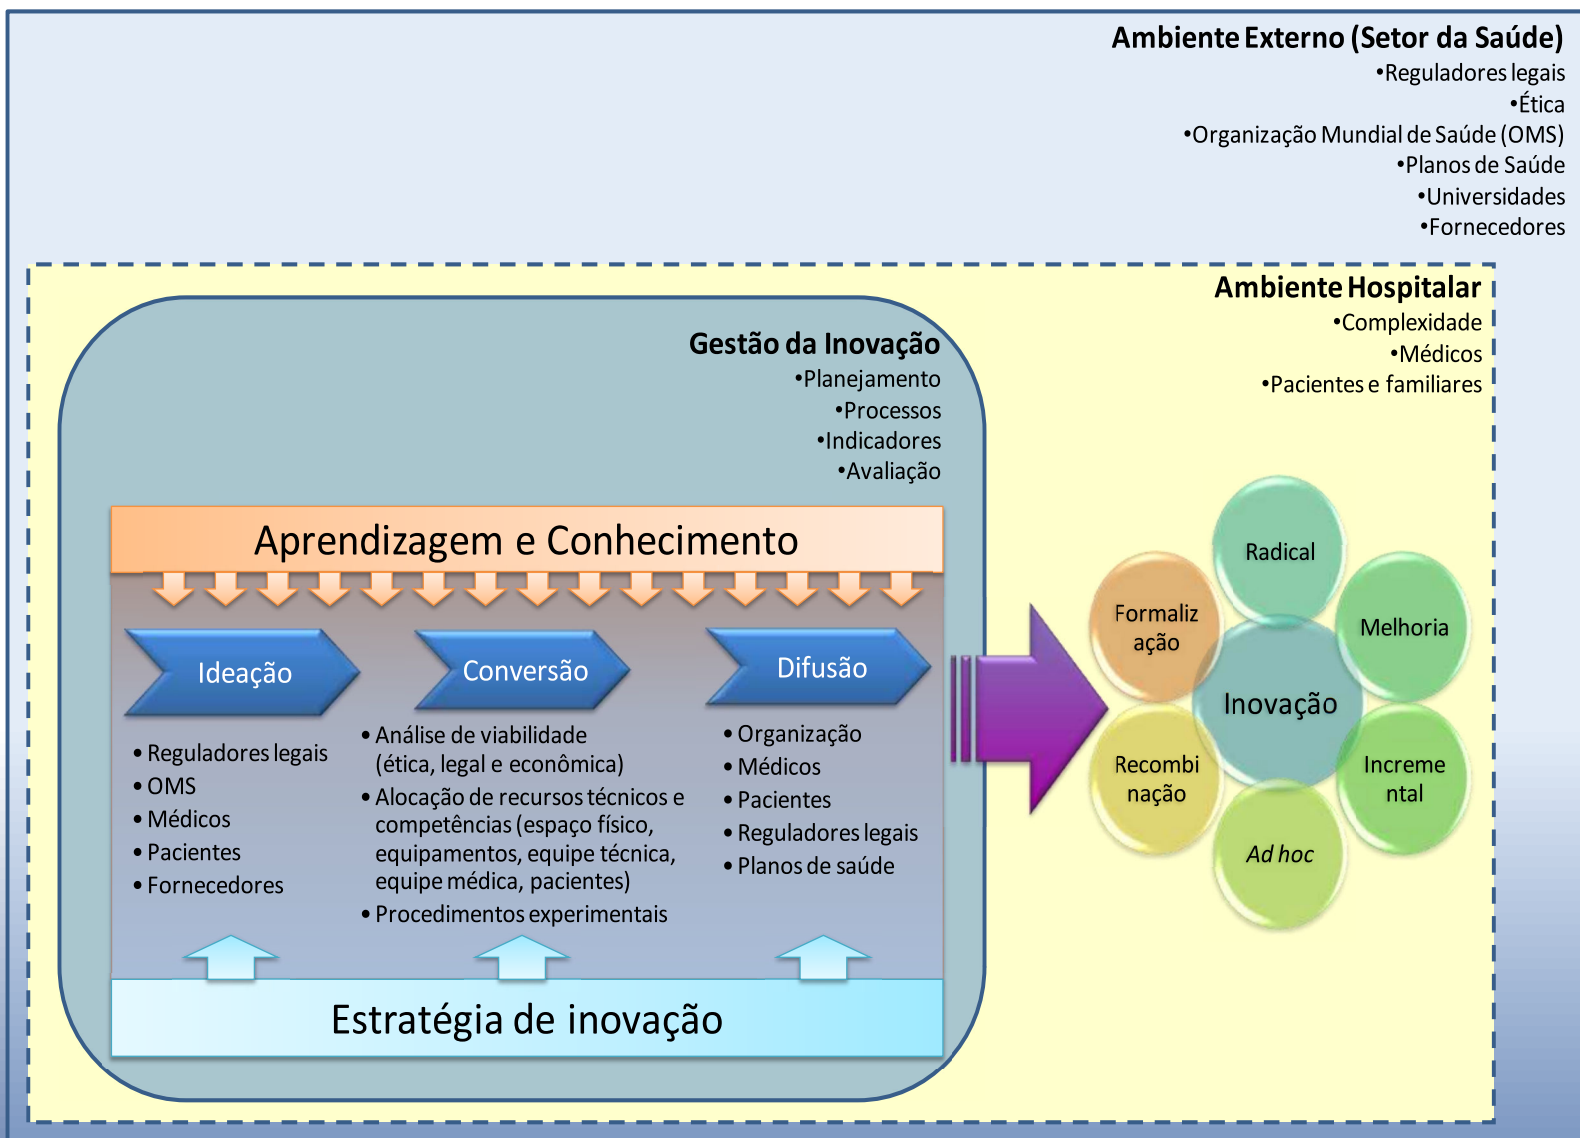 Ambiente Externo (Setor da Saúde)
•Reguladores legais
•Ética
•Organização Mundial de Saúde (OMS)
•Planos de Saúde
•Universidades
•Fornecedores
Ambiente Hospitalar
•Complexidade
•Médicos
•Pacientes e familiares
Gestão da Inovação
•Planejamento
•Processos
•Indicadores
•Avaliação
Aprendizagem e Conhecimento
Ideação
•Reguladores legais
•OMS
•Médicos
•Pacientes
•Fornecedores
Conversão
•Análise de viabilidade
(ética, legal e econômica)
•Alocação de recursos técnicos e
competências (espaço físico,
equipamentos, equipe técnica,
equipe médica, pacientes)
•Procedimentos experimentais
Difusão
•Organização
•Médicos
•Pacientes
•Reguladores legais
•Planos de saúde
Estratégia de inovação
Inovação
Radical
Melhoria
Increme
ntal
Ad hoc
Recombi
nação
Formaliz
ação